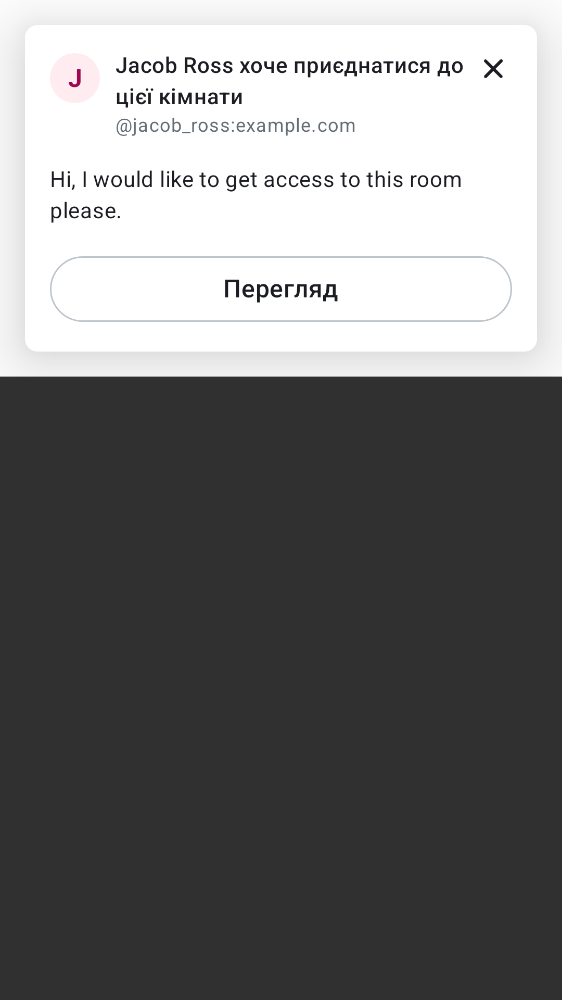 J
Jacob Ross хоче приєднатися до
цієї кімнати
@jacob_ross:example.com
Hi, I would like to get access to this room
please.
Перегляд